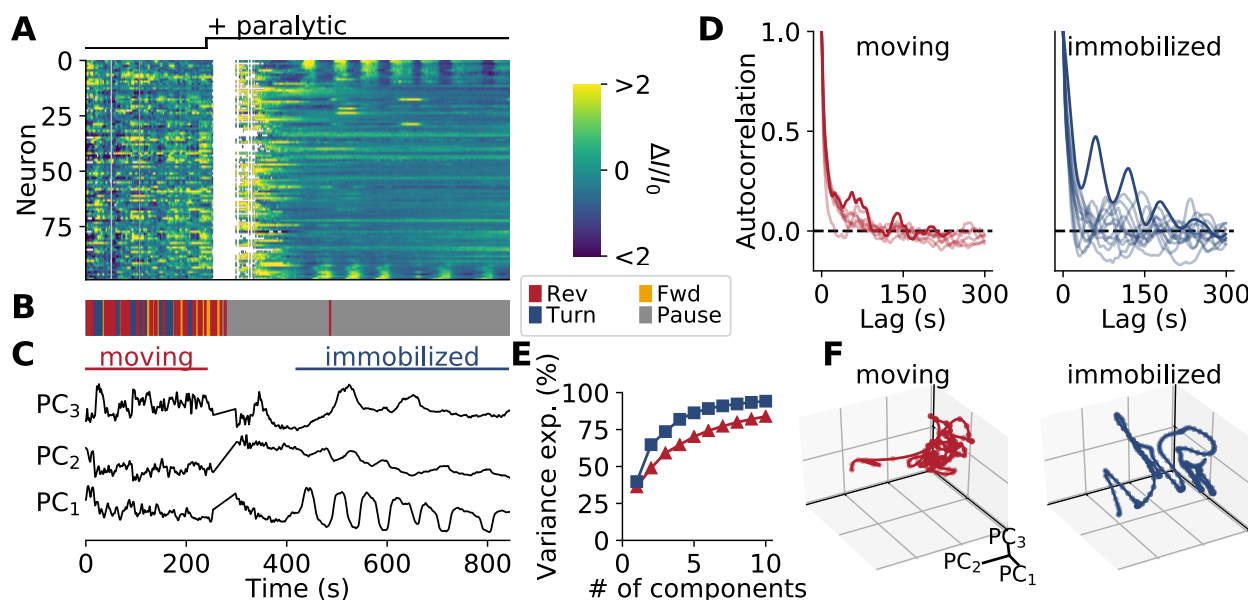 A
+ paralytic
0
25
50
75
Neuron
>2
0
<2
ΔI/I0
B
Rev
Fwd
Turn
Pause
C
moving
immobilized
PC3
PC2
PC1
0
200
400
600
800
Time (s)
D
moving
immobilized
1.0
0.5
0.0
Autocorrelation
0
150
300
0
150
300
Lag (s)
Lag (s)
E
100
75
50
25
0
Variance exp. (%)
0
5
10
# of components
F
moving
immobilized
PC3
PC2
PC1